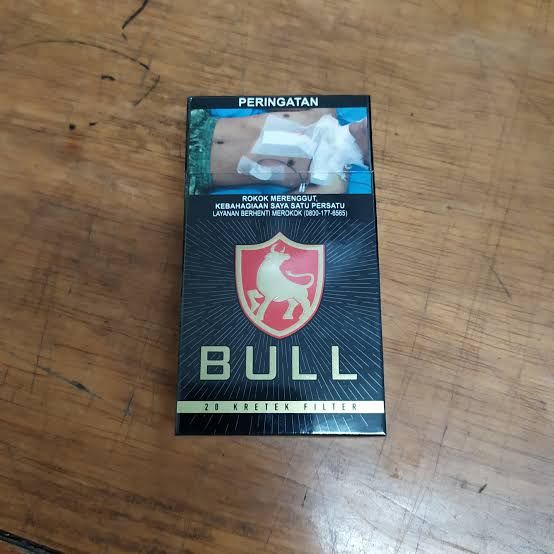 PERINGATAN
ROKOK MERENGGUT,
KEBAHAGIAAN SAYA SATU PERSATU
LAYANAN BERHENTI MEROKOK (0800-177-6565)
BULL
20 KRETEK FILTER